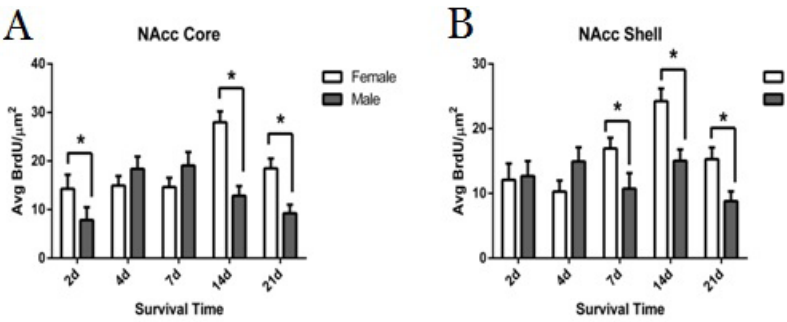 A
NAcc Core
Avg BrdU/μm²
40
30
20
10
0
*
*
*
Female
Male
2d
4d
7d
14d
21d
Survival Time
B
NAcc Shell
Avg BrdU/μm²
30
20
10
0
*
*
*
2d
4d
7d
14d
21d
Survival Time